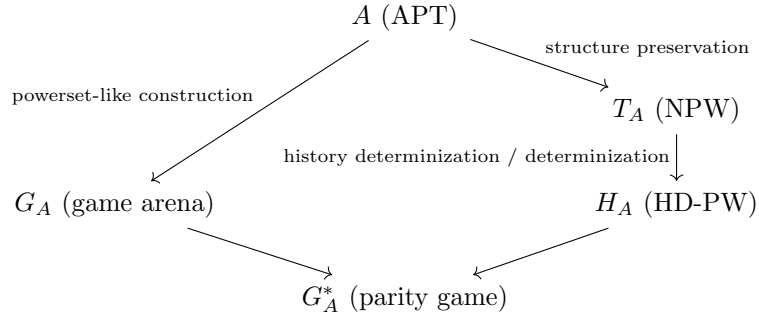 A (APT)
structure preservation
powerset-like construction
T_A (NPW)
history determinization / determinization
G_A (game arena)
H_A (HD-PW)
G_A^* (parity game)